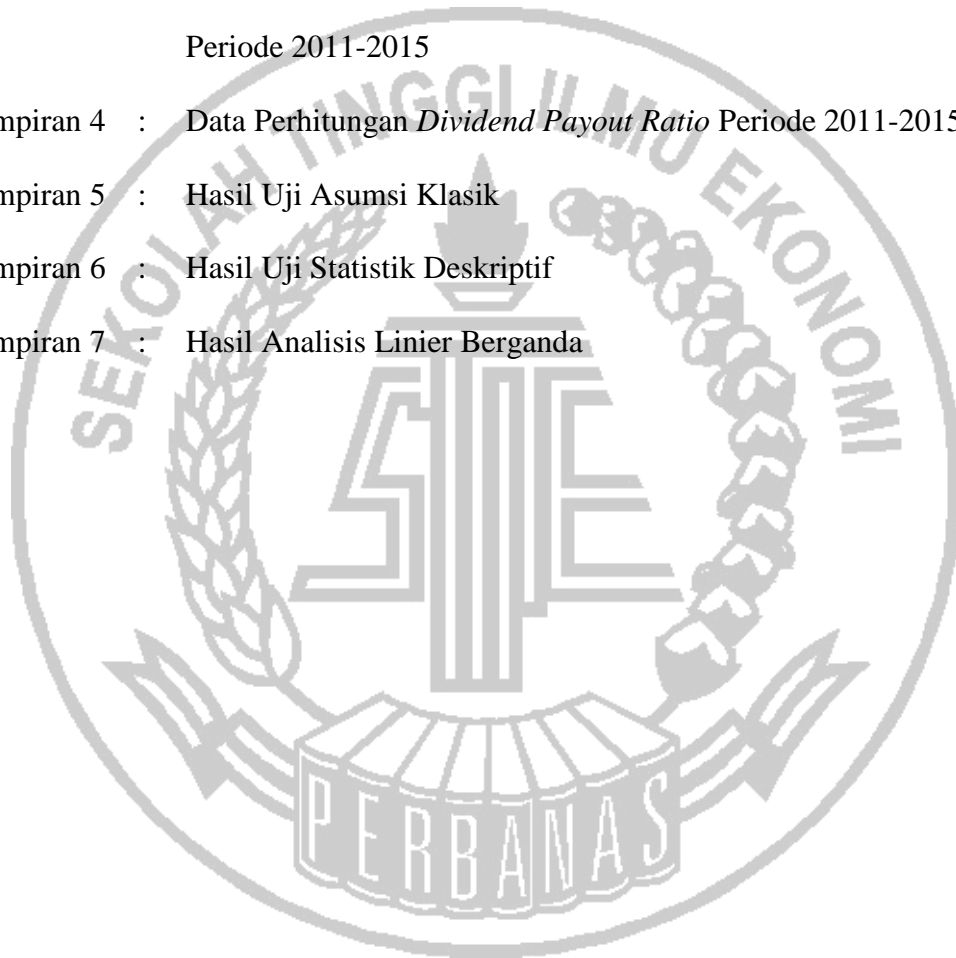 Periode 2011-2015
mpiran 4 : Data Perhitungan Dividend Payout Ratio Periode 2011-2015
mpiran 5 : Hasil Uji Asumsi Klasik
mpiran 6 : Hasil Uji Statistik Deskriptif
mpiran 7 : Hasil Analisis Linier Berganda
SEKOLAH TINGGI ILMU EKONOMI
STIE
PERBANAS